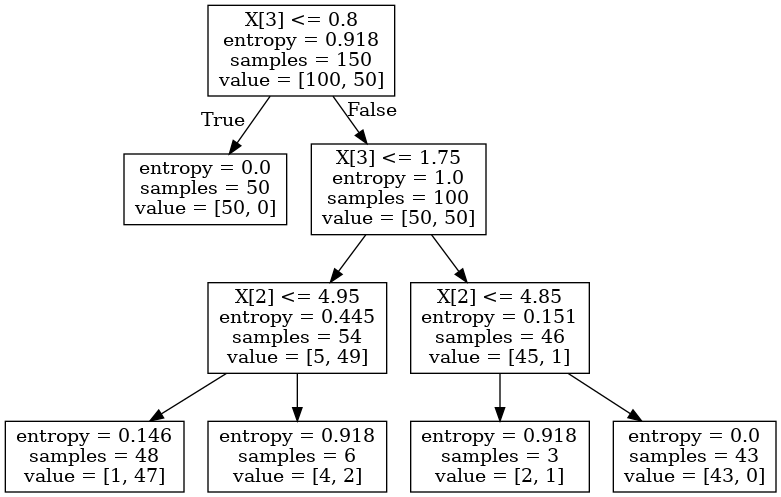 X[3] <= 0.8
entropy = 0.918
samples = 150
value = [100, 50]
True
False
entropy = 0.0
samples = 50
value = [50, 0]
X[3] <= 1.75
entropy = 1.0
samples = 100
value = [50, 50]
X[2] <= 4.95
entropy = 0.445
samples = 54
value = [5, 49]
X[2] <= 4.85
entropy = 0.151
samples = 46
value = [45, 1]
entropy = 0.146
samples = 48
value = [1, 47]
entropy = 0.918
samples = 6
value = [4, 2]
entropy = 0.918
samples = 3
value = [2, 1]
entropy = 0.0
samples = 43
value = [43, 0]